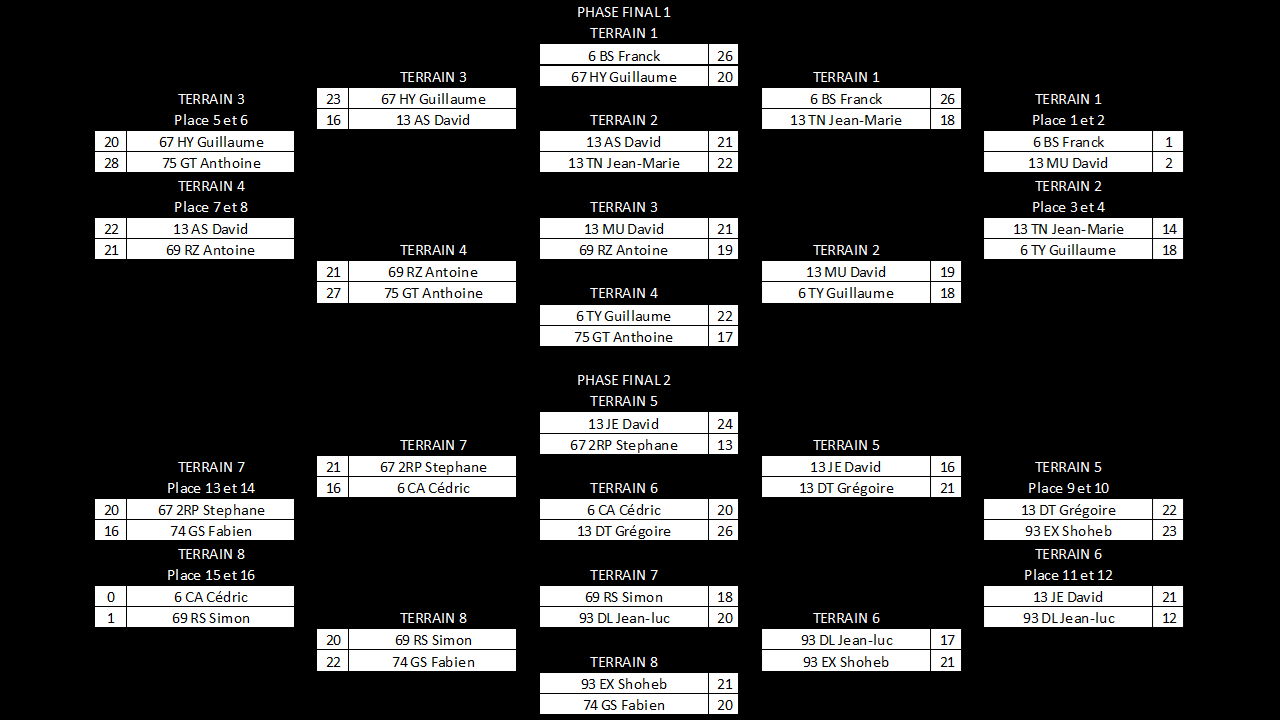 PHASE FINAL 1
TERRAIN 1
6 BS Franck 26
67 HY Guillaume 20
TERRAIN 2
13 AS David 21
13 TN Jean-Marie 22
TERRAIN 3
13 MU David 21
69 RZ Antoine 19
TERRAIN 4
6 TY Guillaume 22
75 GT Anthoine 17
TERRAIN 3
23 67 HY Guillaume
16 13 AS David
TERRAIN 4
21 69 RZ Antoine
27 75 GT Anthoine
TERRAIN 3
Place 5 et 6
20 67 HY Guillaume
28 75 GT Anthoine
TERRAIN 4
Place 7 et 8
22 13 AS David
21 69 RZ Antoine
TERRAIN 1
6 BS Franck 26
13 TN Jean-Marie 18
TERRAIN 2
13 MU David 19
6 TY Guillaume 18
TERRAIN 1
Place 1 et 2
6 BS Franck 1
13 MU David 2
TERRAIN 2
Place 3 et 4
13 TN Jean-Marie 14
6 TY Guillaume 18
PHASE FINAL 2
TERRAIN 5
13 JE David 24
67 2RP Stephane 13
TERRAIN 6
6 CA Cédric 20
13 DT Grégoire 26
TERRAIN 7
69 RS Simon 18
93 DL Jean-luc 20
TERRAIN 8
93 EX Shoheb 21
74 GS Fabien 20
TERRAIN 7
21 67 2RP Stephane
16 6 CA Cédric
TERRAIN 8
20 69 RS Simon
22 74 GS Fabien
TERRAIN 7
Place 13 et 14
20 67 2RP Stephane
16 74 GS Fabien
TERRAIN 8
Place 15 et 16
0 6 CA Cédric
1 69 RS Simon
TERRAIN 5
13 JE David 16
13 DT Grégoire 21
TERRAIN 6
93 DL Jean-luc 17
93 EX Shoheb 21
TERRAIN 5
Place 9 et 10
13 DT Grégoire 22
93 EX Shoheb 23
TERRAIN 6
Place 11 et 12
13 JE David 21
93 DL Jean-luc 12